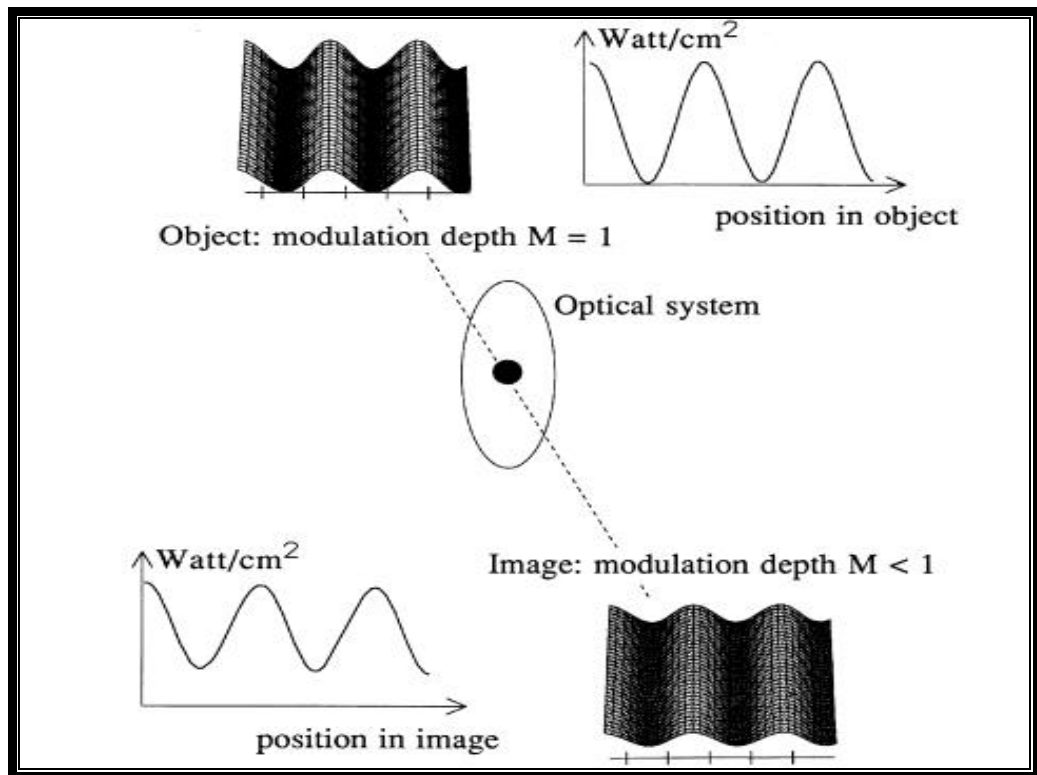 Watt/cm²
position in object
Object: modulation depth M = 1
Optical system
Watt/cm²
Image: modulation depth M < 1
position in image